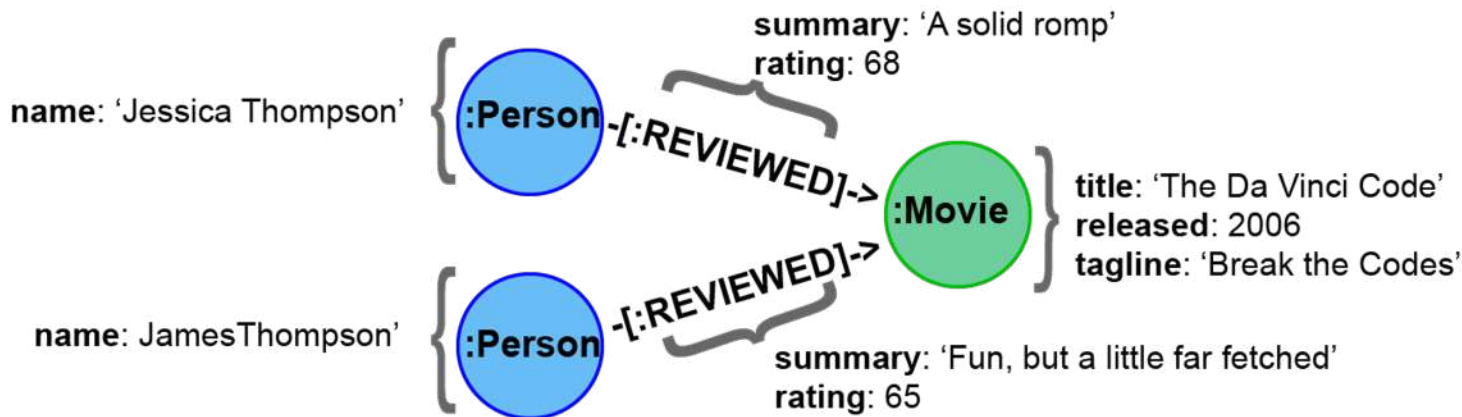 summary: ‘A solid romp’
rating: 68
name: ‘Jessica Thompson’
:Person
-[:REVIEWED]->
:Movie
title: ‘The Da Vinci Code’
released: 2006
tagline: ‘Break the Codes’
name: JamesThompson’
:Person
-[:REVIEWED]->
summary: ‘Fun, but a little far fetched’
rating: 65